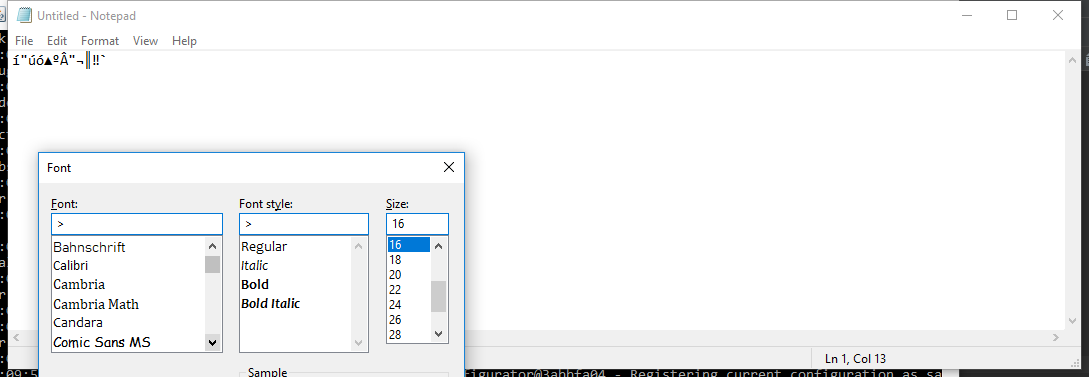 Untitled - Notepad
File Edit Format View Help
í"úó▲ºÂ"¬║‼`
Font
Font: Font style: Size:
> > 16
Bahnschrift
Calibri
Cambria
Cambria Math
Candara
Comic Sans MS
Regular
Italic
Bold
Bold Italic
16
18
20
22
24
26
28
Sample
Ln 1, Col 13
:09:5
figurator@3abbfa04 - Registering current configuration as sa